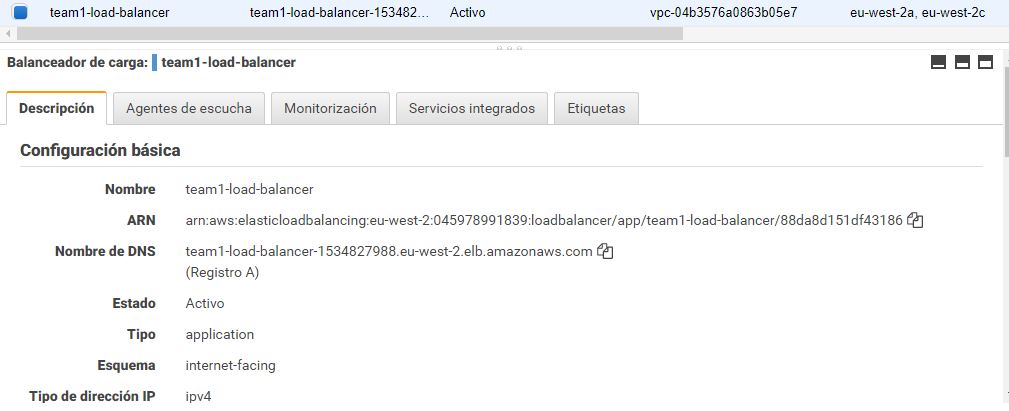 team1-load-balancer team1-load-balancer-153482... Activo vpc-04b3576a0863b05e7 eu-west-2a, eu-west-2c
Balanceador de carga: team1-load-balancer
Descripción Agentes de escucha Monitorización Servicios integrados Etiquetas
Configuración básica
Nombre team1-load-balancer
ARN arn:aws:elasticloadbalancing:eu-west-2:045978991839:loadbalancer/app/team1-load-balancer/88da8d151df43186
Nombre de DNS team1-load-balancer-1534827988.eu-west-2.elb.amazonaws.com
(Registro A)
Estado Activo
Tipo application
Esquema internet-facing
Tipo de dirección IP ipv4